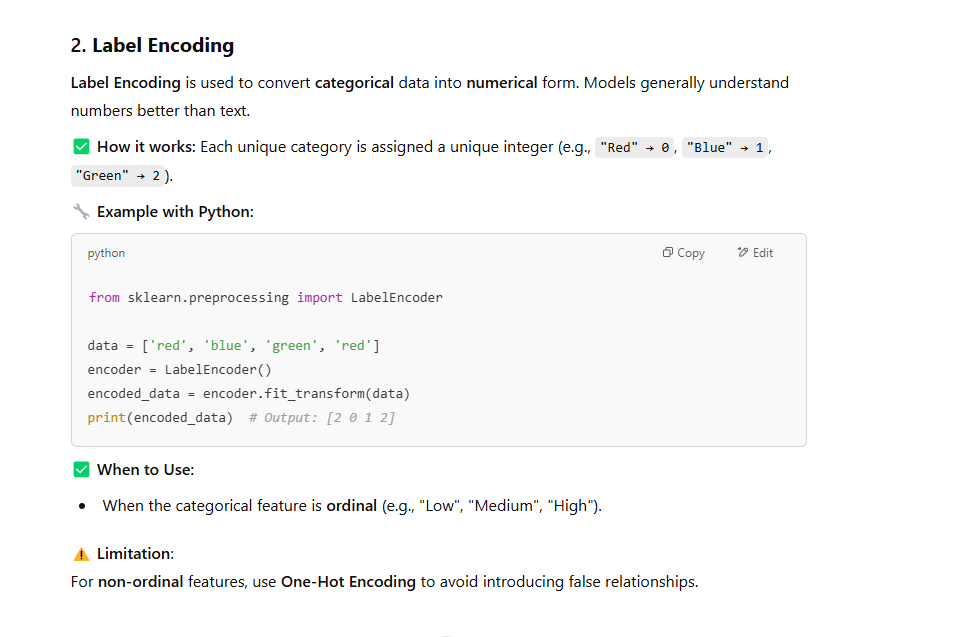 2. Label Encoding
Label Encoding is used to convert categorical data into numerical form. Models generally understand
numbers better than text.
✅ How it works: Each unique category is assigned a unique integer (e.g., "Red" → 0, "Blue" → 1,
"Green" → 2).
🔧 Example with Python:
python Copy Edit
from sklearn.preprocessing import LabelEncoder
data = ['red', 'blue', 'green', 'red']
encoder = LabelEncoder()
encoded_data = encoder.fit_transform(data)
print(encoded_data)  # Output: [2 0 1 2]
✅ When to Use:
• When the categorical feature is ordinal (e.g., "Low", "Medium", "High").
⚠️ Limitation:
For non-ordinal features, use One-Hot Encoding to avoid introducing false relationships.